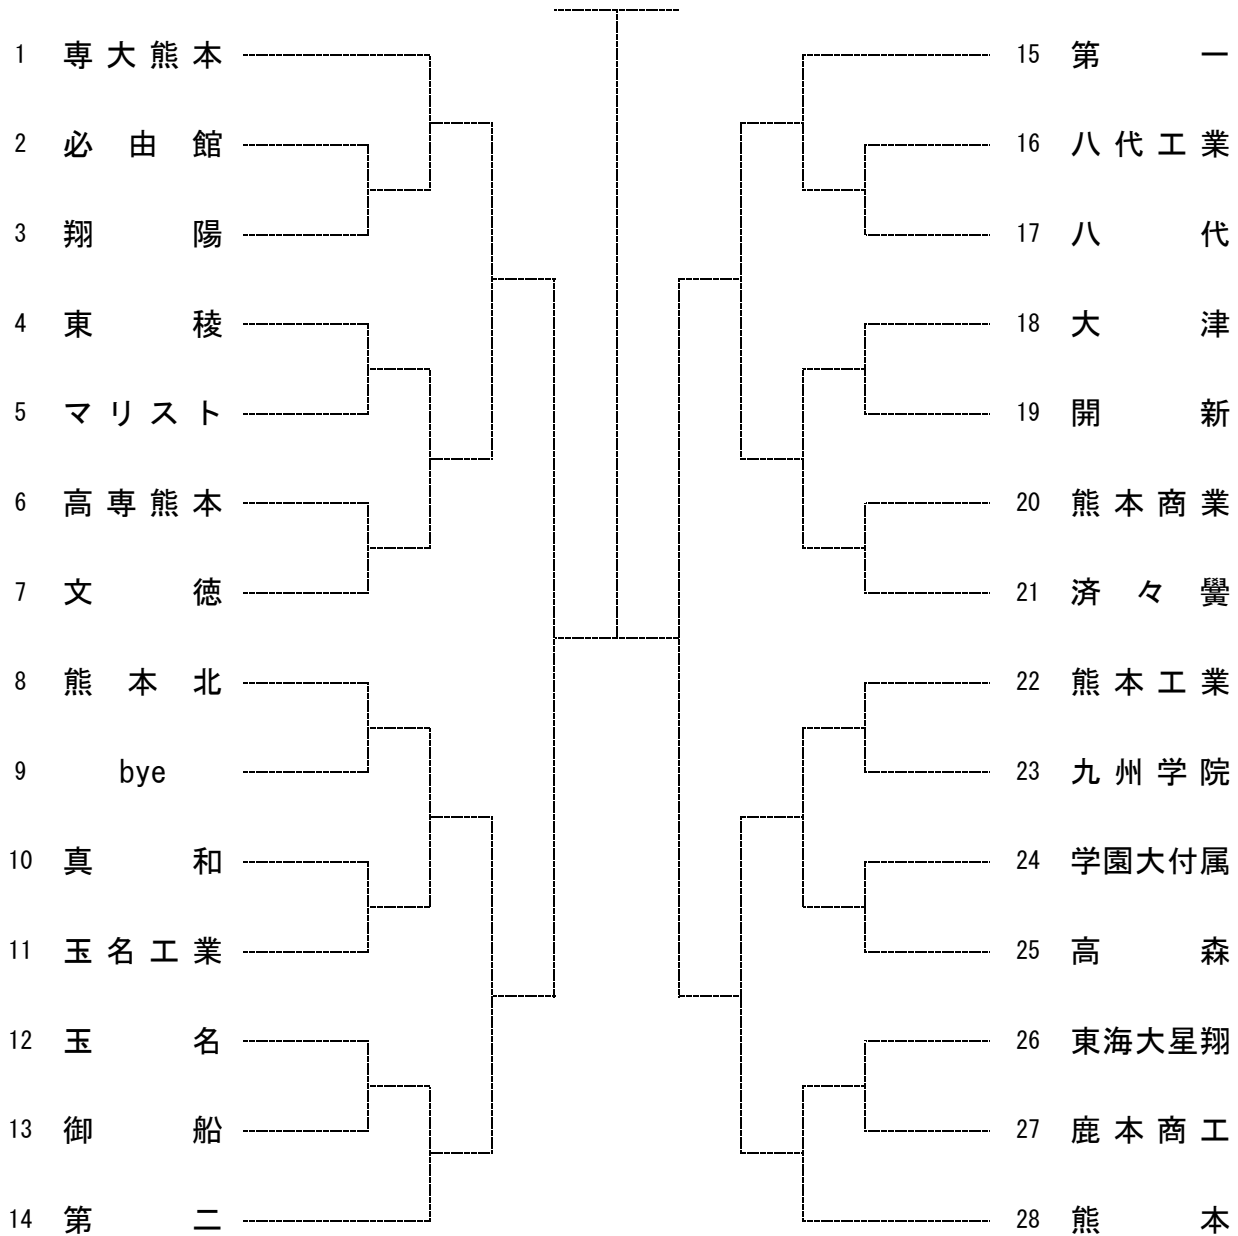 1 専大熊本
2 必由館
3 翔陽
4 東稜
5 マリスト
6 高専熊本
7 文徳
8 熊本北
9 bye
10 真和
11 玉名工業
12 玉名
13 御船
14 第二
15 第一
16 八代工業
17 八代
18 大津
19 開新
20 熊本商業
21 済々黌
22 熊本工業
23 九州学院
24 学園大付属
25 高森
26 東海大星翔
27 鹿本商工
28 熊本